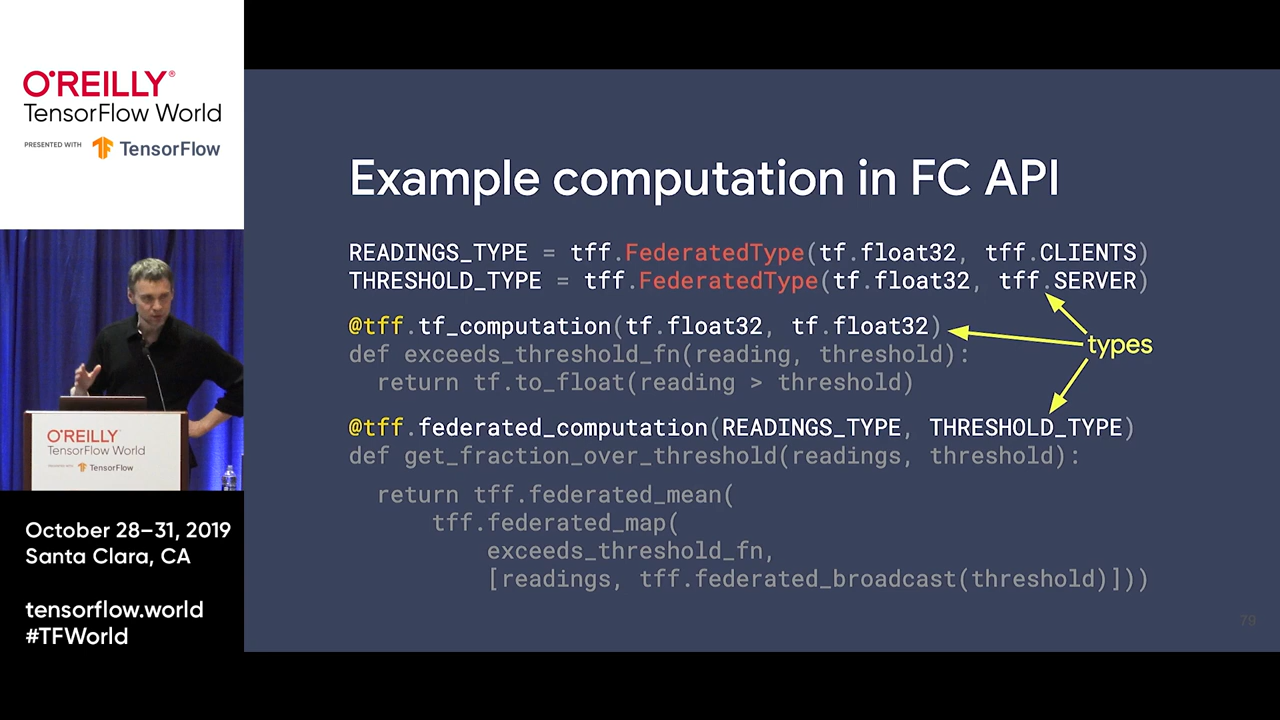 O'REILLY®
TensorFlow World
PRESENTED WITH TensorFlow
Example computation in FC API
READINGS_TYPE = tff.FederatedType(tf.float32, tff.CLIENTS)
THRESHOLD_TYPE = tff.FederatedType(tf.float32, tff.SERVER)
@tff.tf_computation(tf.float32, tf.float32)
types
def exceeds_threshold_fn(reading, threshold):
return tf.to_float(reading > threshold)
@tff.federated_computation(READINGS_TYPE, THRESHOLD_TYPE)
def get_fraction_over_threshold(readings, threshold):
return tff.federated_mean(
tff.federated_map(
exceeds_threshold_fn,
[readings, tff.federated_broadcast(threshold)]))
79
O'REILLY
TensorFlow World
TensorFlow
October 28–31, 2019
Santa Clara, CA
tensorflow.world
#TFWorld